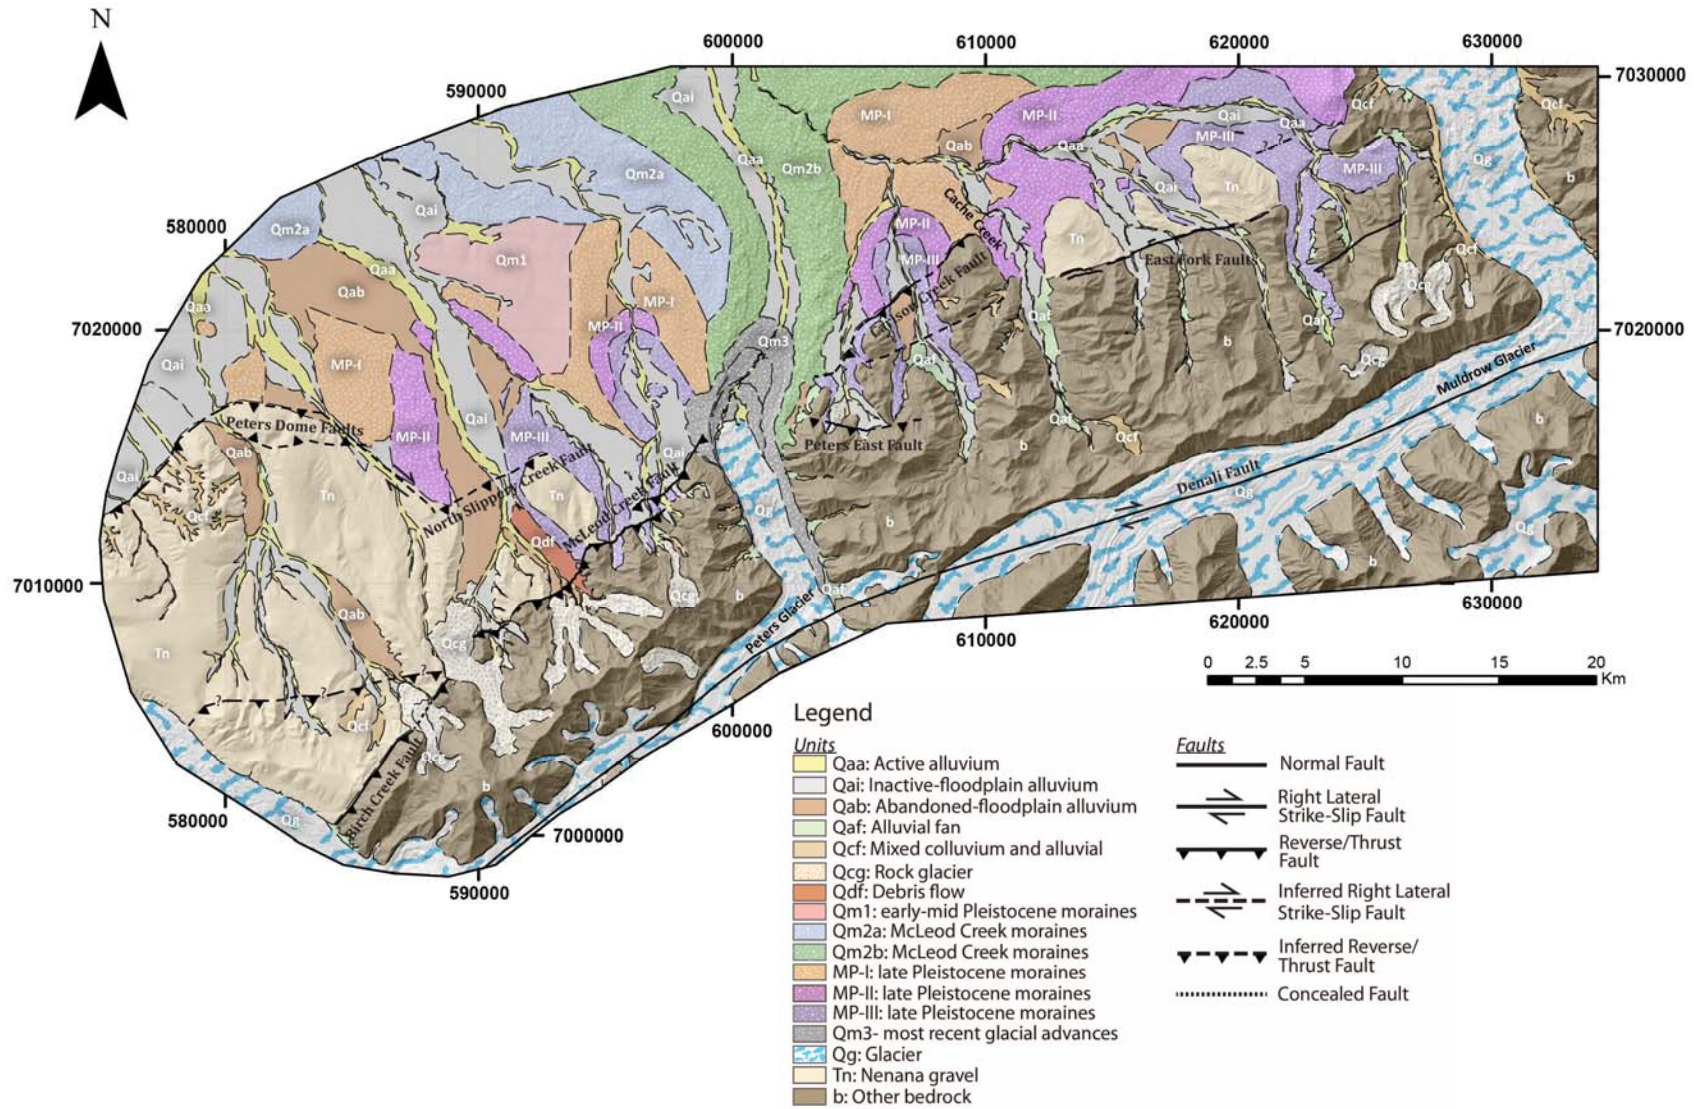 N
600000
610000
620000
630000
590000
7030000
Qai
MP-I
MP-II
Qcf
Qcf
Qai
Qaa
MP-III
Qaa
Qm2b
Qab
Qaa
Qg
MP-III
Qm2a
Qai
Tn
b
Qai
580000
Qm2a
Cache Creek
MP-II
Tn
Qm1
MP-III
East Fork Faults
Qcf
Qaa
Qab
Carlson Creek Fault
Qcg
MP-I
Qaa
7020000
MP-II
Qaf
Qaf
7020000
Qm3
b
Qai
MP-I
Qaf
Qcg
Muldrow Glacier
Qai
Qaf
b
Peters Dome Faults
MP-II
MP-III
Qcf
Peters East Fault
b
Qab
Qai
Qai
Denali Fault
Tn
Tn
North Slippery Creek Fault
McLeod Creek Fault
Qg
Qg
Qcf
b
Qg
Qdf
b
7010000
Qcg
b
Qaf
Peters Glacier
Qab
630000
620000
610000
Qcg
Tn
0 2.5 5 10 15 20
Km
? ? ?
Qcf
600000
Qcg
Birch Creek Fault
b
580000
Qg
7000000
590000
Legend
Units
Qaa: Active alluvium
Qai: Inactive-floodplain alluvium
Qab: Abandoned-floodplain alluvium
Qaf: Alluvial fan
Qcf: Mixed colluvium and alluvial
Qcg: Rock glacier
Qdf: Debris flow
Qm1: early-mid Pleistocene moraines
Qm2a: McLeod Creek moraines
Qm2b: McLeod Creek moraines
MP-I: late Pleistocene moraines
MP-II: late Pleistocene moraines
MP-III: late Pleistocene moraines
Qm3- most recent glacial advances
Qg: Glacier
Tn: Nenana gravel
b: Other bedrock
Faults
Normal Fault
Right Lateral
Strike-Slip Fault
Reverse/Thrust
Fault
Inferred Right Lateral
Strike-Slip Fault
Inferred Reverse/
Thrust Fault
Concealed Fault